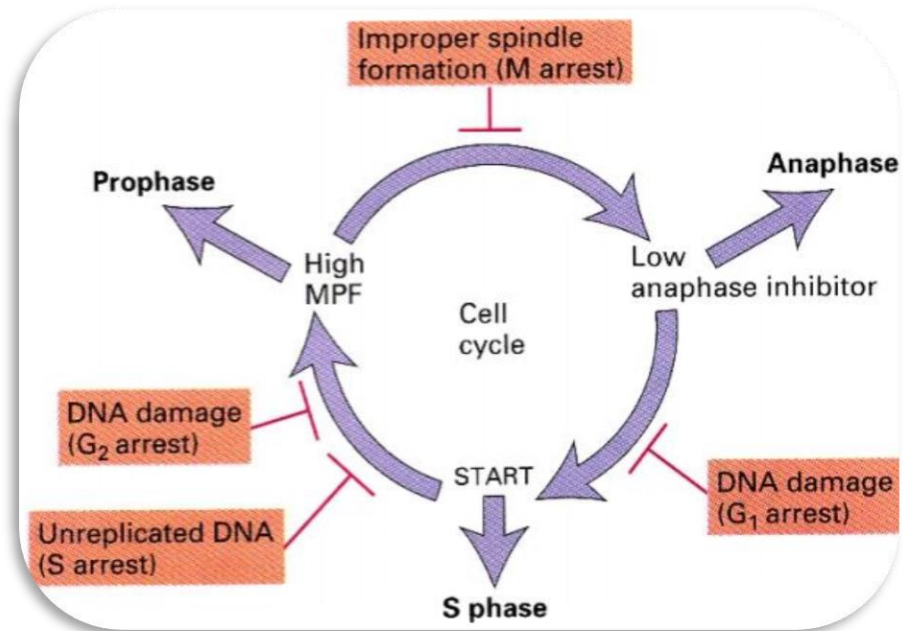 Improper spindle
formation (M arrest)
Prophase
Anaphase
High
MPF
Low
anaphase inhibitor
Cell
cycle
DNA damage
(G₂ arrest)
START
DNA damage
(G₁ arrest)
Unreplicated DNA
(S arrest)
S phase